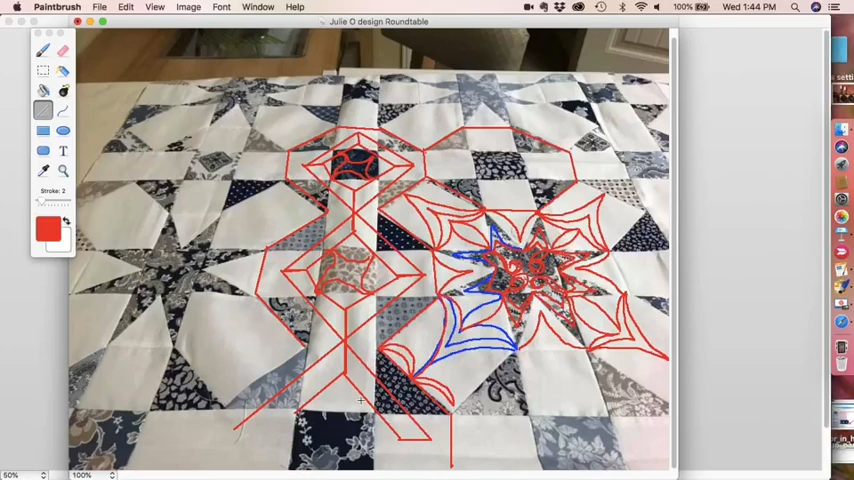 Paintbrush File Edit View Image Font Window Help 100% Wed 1:44 PM
Julie O design Roundtable
T
Stroke: 2
50% 100%
s setti